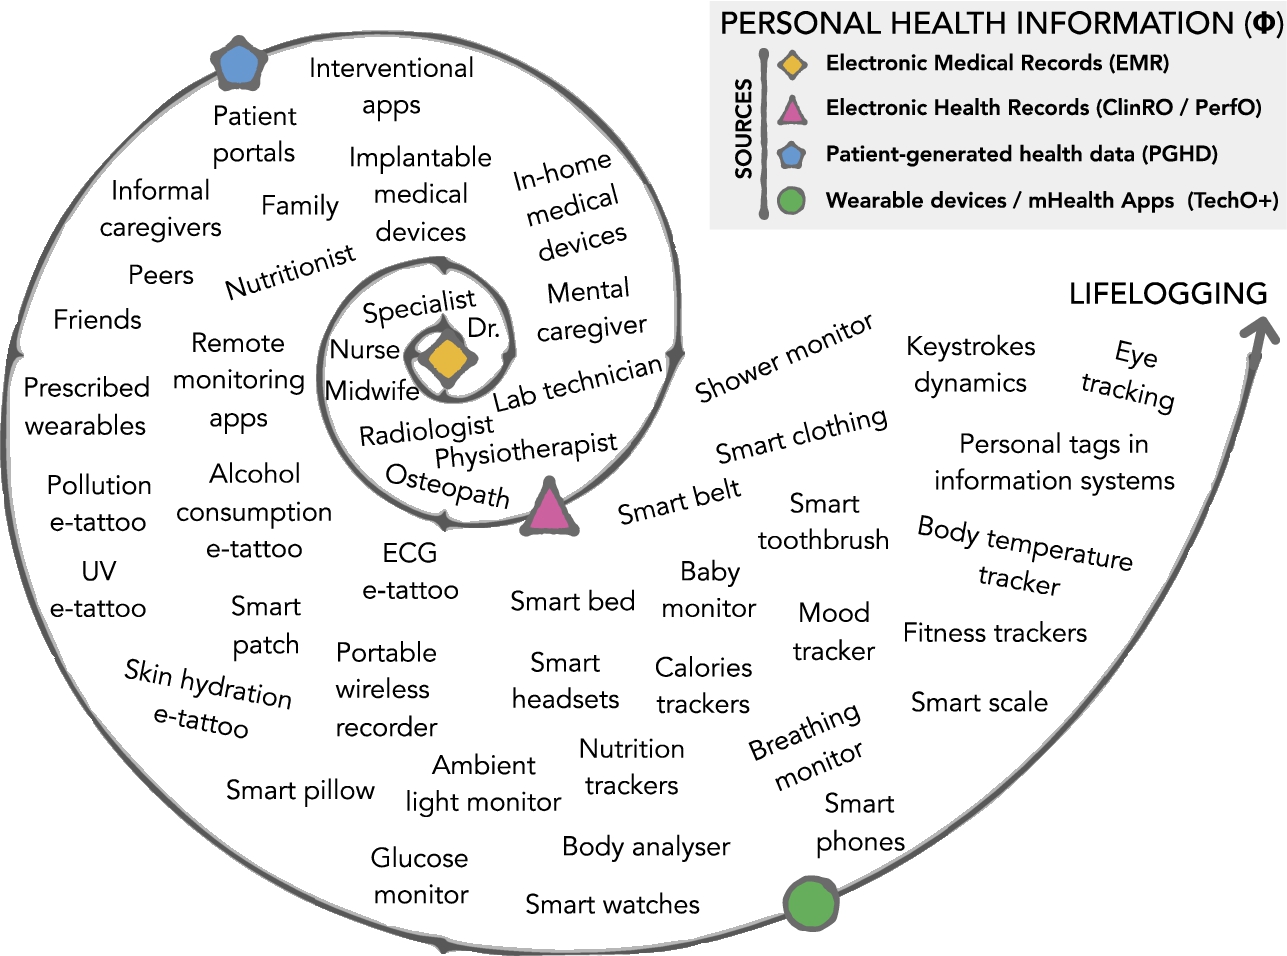 PERSONAL HEALTH INFORMATION (Φ)
SOURCES
Electronic Medical Records (EMR)
Electronic Health Records (ClinRO / PerfO)
Patient-generated health data (PGHD)
Wearable devices / mHealth Apps (TechO+)
LIFELOGGING
Interventional
apps
Patient
portals
Implantable
medical
devices
In-home
medical
devices
Informal
caregivers
Family
Peers
Nutritionist
Friends
Mental
caregiver
Specialist
Dr.
Nurse
Midwife
Lab technician
Radiologist
Physiotherapist
Osteopath
Remote
monitoring
apps
Prescribed
wearables
Pollution
e-tattoo
Alcohol
consumption
e-tattoo
UV
e-tattoo
ECG
e-tattoo
Smart
patch
Skin hydration
e-tattoo
Portable
wireless
recorder
Smart pillow
Ambient
light monitor
Glucose
monitor
Smart bed
Smart
headsets
Nutrition
trackers
Body analyser
Smart watches
Shower monitor
Smart clothing
Smart belt
Smart
toothbrush
Baby
monitor
Mood
tracker
Calories
trackers
Breathing
monitor
Smart
phones
Keystrokes
dynamics
Eye
tracking
Personal tags in
information systems
Body temperature
tracker
Fitness trackers
Smart scale